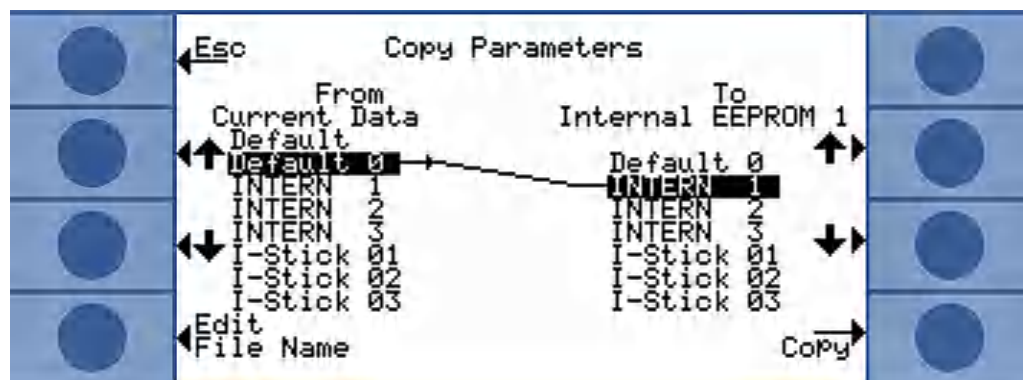 Esc
Copy Parameters
From
Current Data
Default
Default 0
INTERN 1
INTERN 2
INTERN 3
I-Stick 01
I-Stick 02
I-Stick 03
To
Internal EEPROM 1
Default 0
INTERN 1
INTERN 2
INTERN 3
I-Stick 01
I-Stick 02
I-Stick 03
Edit
File Name
Copy